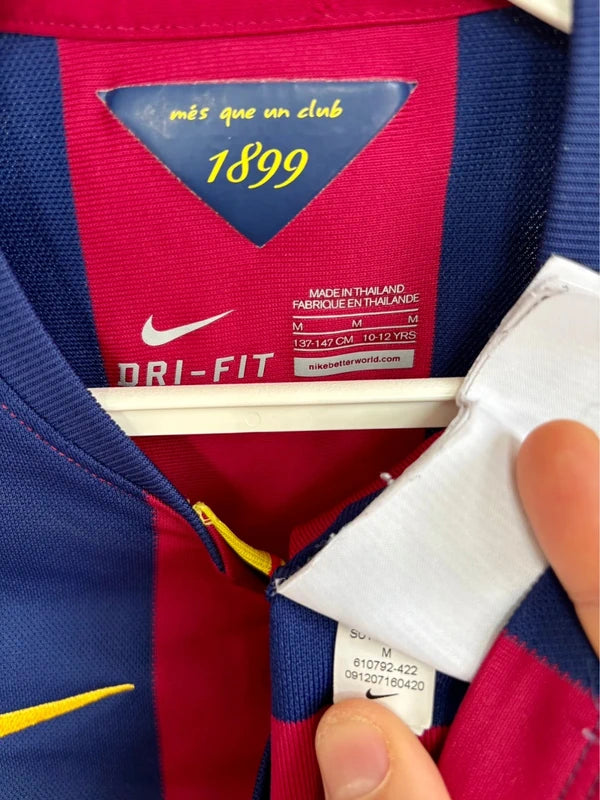 més que un club
1899
MADE IN THAILAND
FABRIQUE EN THAILANDE
M M M
137-147 CM 10-12 YRS
nikebetterworld.com
DRI-FIT
M
610792-422
091207160420